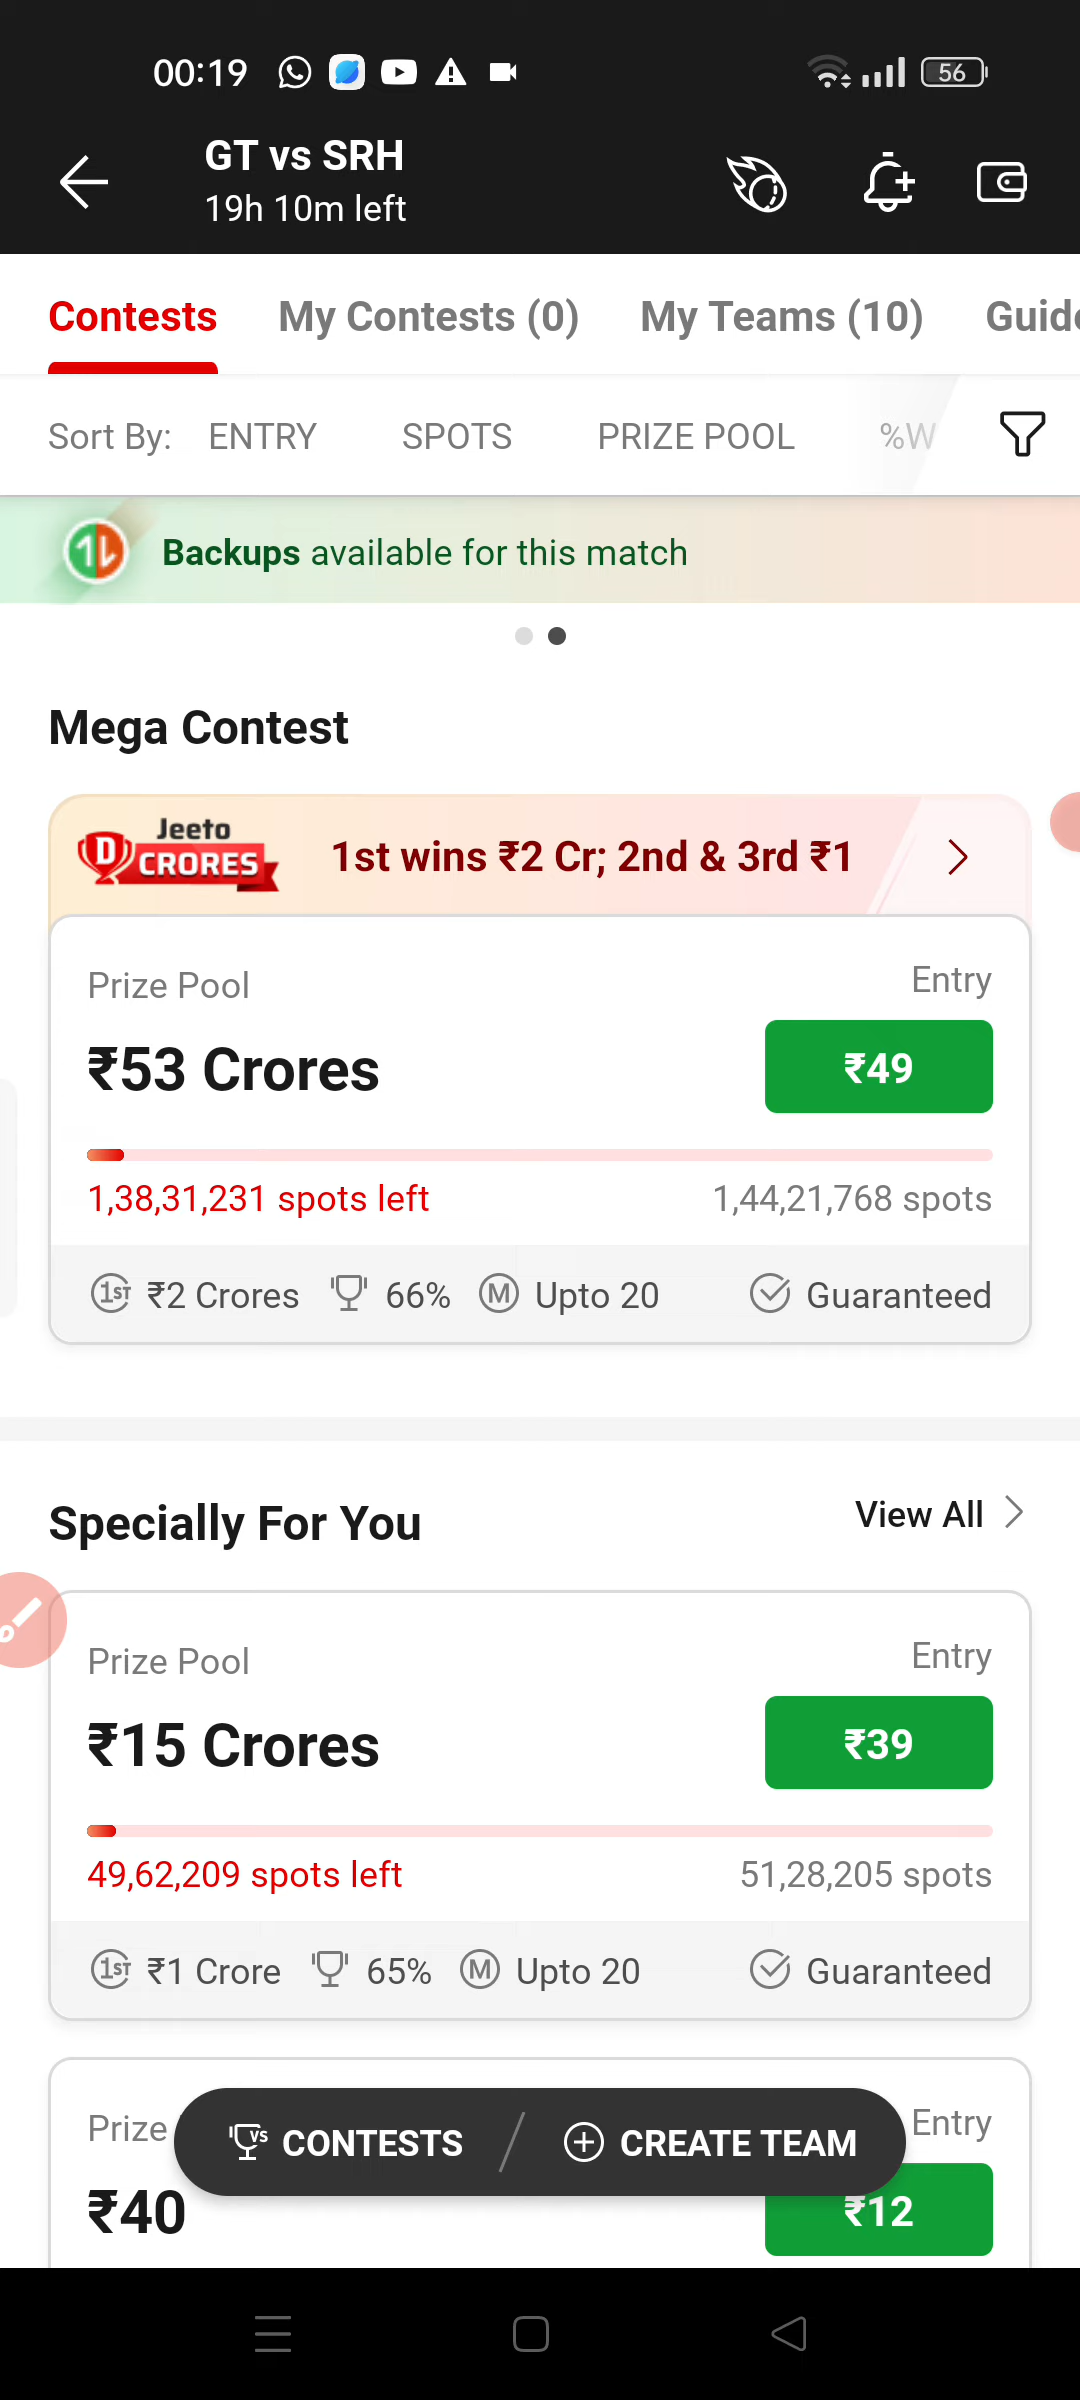 00:19
56
GT vs SRH
19h 10m left
Contests My Contests (0) My Teams (10)
Sort By: ENTRY SPOTS PRIZE POOL %W
Backups available for this match
Mega Contest
D Jeeto CRORES 1st wins ₹2 Cr; 2nd & 3rd ₹1
Prize Pool Entry
₹53 Crores ₹49
1,38,31,231 spots left 1,44,21,768 spots
1ST ₹2 Crores 66% M Upto 20 Guaranteed
Specially For You View All
Prize Pool Entry
₹15 Crores ₹39
49,62,209 spots left 51,28,205 spots
1ST ₹1 Crore 65% M Upto 20 Guaranteed
Prize Entry
VS CONTESTS CREATE TEAM
₹40 ₹12